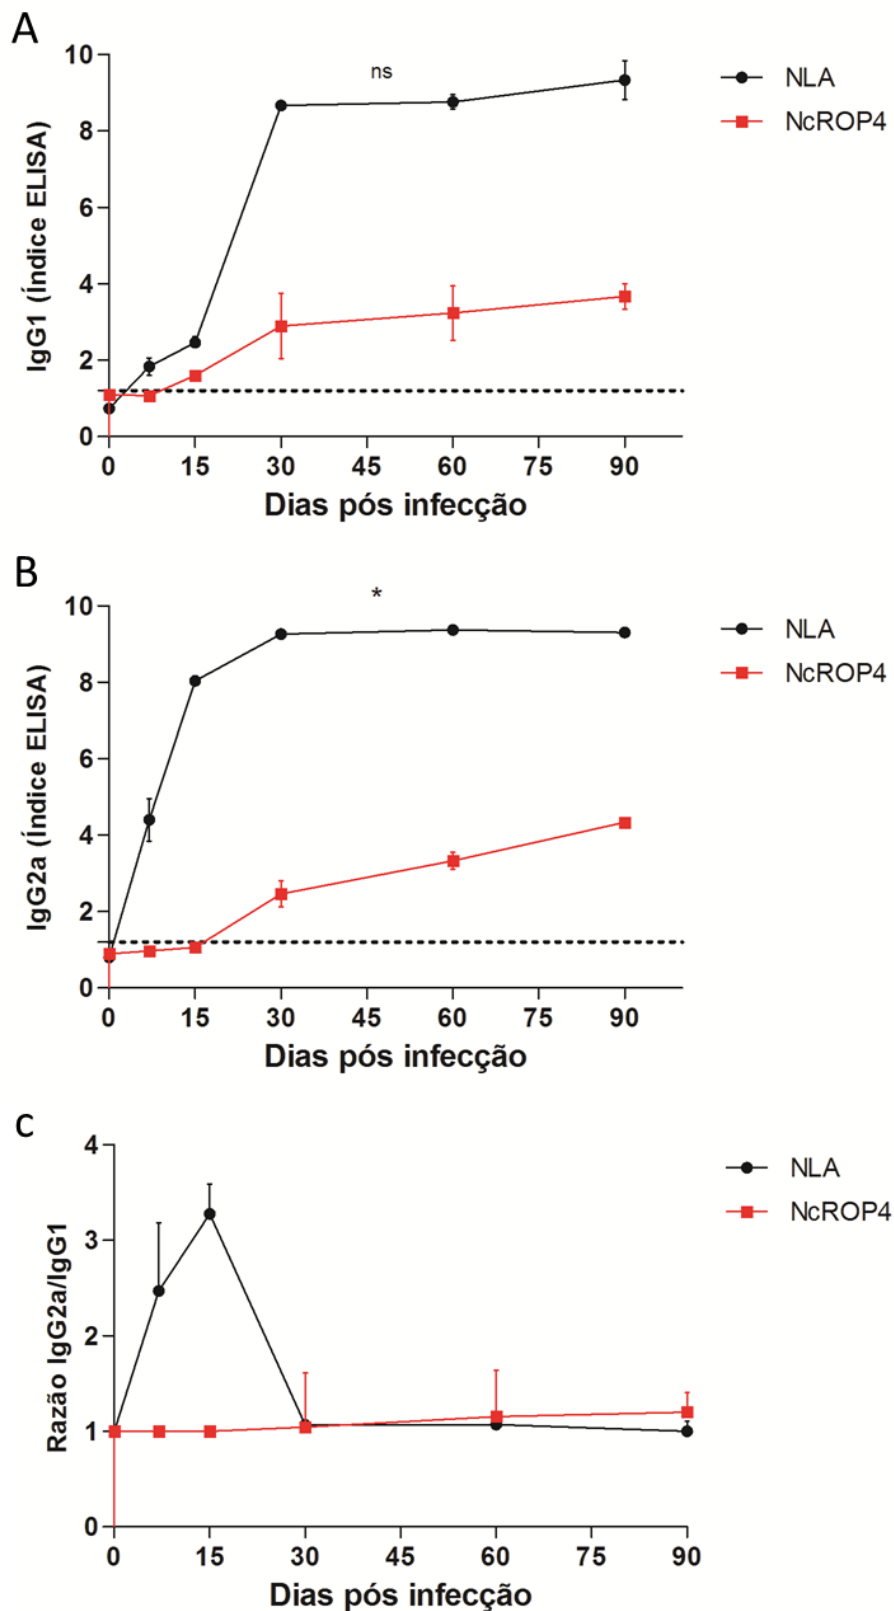 A
IgG1 (Índice ELISA)
10
8
6
4
2
0
ns
NLA
NcROP4
0 15 30 45 60 75 90
Dias pós infecção
B
IgG2a (Índice ELISA)
10
8
6
4
2
0
*
NLA
NcROP4
0 15 30 45 60 75 90
Dias pós infecção
C
Razão IgG2a/IgG1
4
3
2
1
0
NLA
NcROP4
0 15 30 45 60 75 90
Dias pós infecção